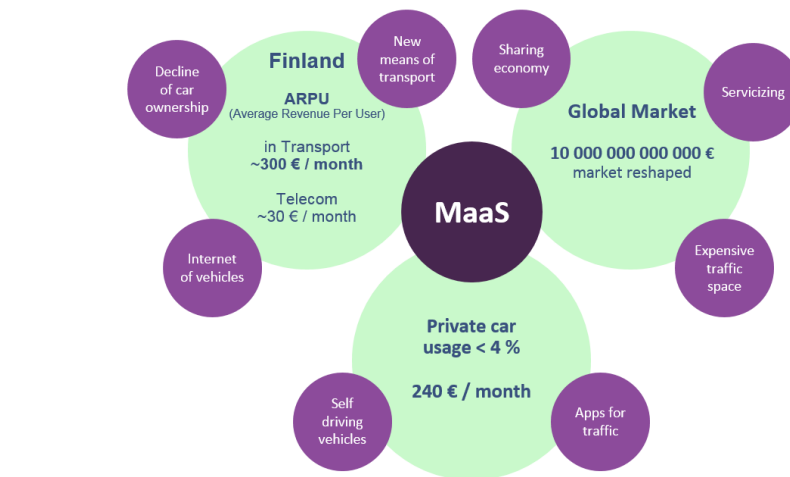 Finland
ARPU
(Average Revenue Per User)
in Transport
~300 € / month
Telecom
~30 € / month
Decline
of car
ownership
New
means of
transport
Internet
of vehicles
Sharing
economy
Servicizing
Global Market
10 000 000 000 000 €
market reshaped
Expensive
traffic
space
MaaS
Private car
usage < 4 %
240 € / month
Self
driving
vehicles
Apps for
traffic